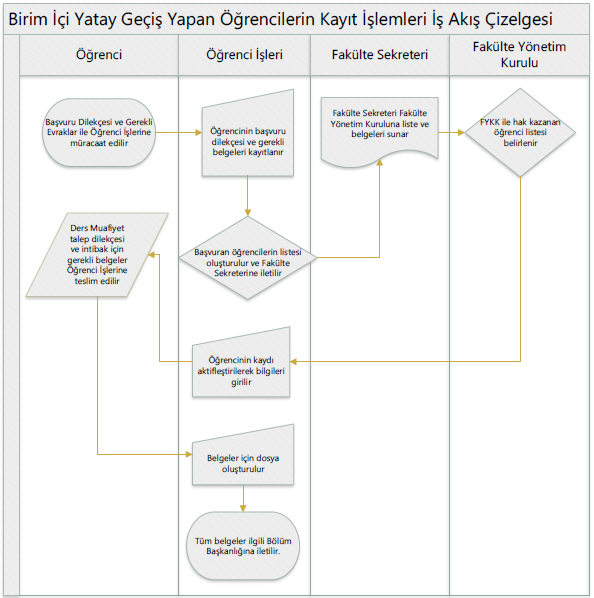 Birim İçi Yatay Geçiş Yapan Öğrencilerin Kayıt İşlemleri İş Akış Çizelgesi
Öğrenci
Öğrenci İşleri
Fakülte Sekreteri
Fakülte Yönetim
Kurulu
Başvuru Dilekçesi ve Gerekli
Evraklar ile Öğrenci İşlerine
müracaat edilir
Öğrencinin başvuru
dilekçesi ve gerekli
belgeleri kayıtlanır
Fakülte Sekreteri Fakülte
Yönetim Kuruluna liste ve
belgeleri sunar
FYKK ile hak kazanan
öğrenci listesi
belirlenir
Ders Muafiyet
talep dilekçesi
ve intibak için
gerekli belgeler
Öğrenci İşlerine
teslim edilir
Başvuran öğrencilerin listesi
oluşturulur ve Fakülte
Sekreterine iletilir
Öğrencinin kaydı
aktifleştirilerek bilgileri
girilir
Belgeler için dosya
oluşturulur
Tüm belgeler ilgili Bölüm
Başkanlığına iletilir.